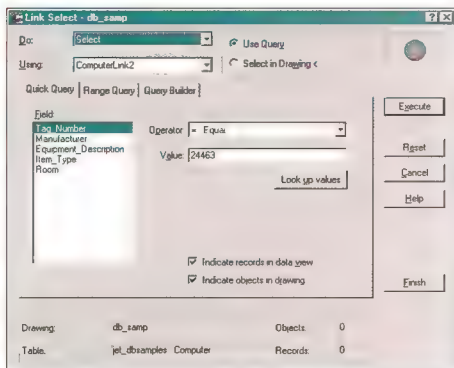 Link Select - db_samp
Do: Select
Use Query
Using: ComputerLink2
Select in Drawing <
Quick Query Range Query Query Builder
Execute
Field:
Tag_Number
Operator = Equal
Manufacturer
Equipment_Description
Item_Type
Room
Value: 24463
Reset
Look up values
Cancel
Help
Indicate records in data view
Indicate objects in drawing
Finish
Drawing: db_samp Objects: 0
Table. jet_dbsamples Computer Records: 0